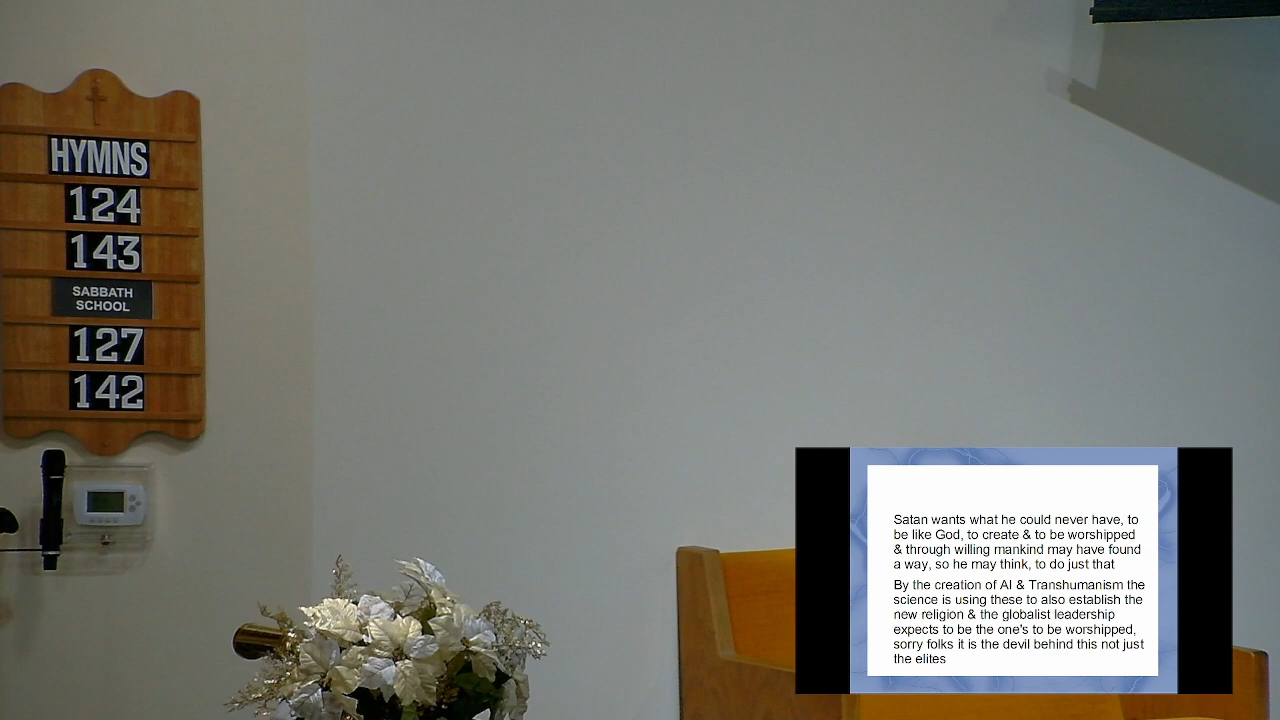 HYMNS
124
143
SABBATH
SCHOOL
127
142
Satan wants what he could never have, to
be like God, to create & to be worshipped
& through willing mankind may have found
a way, so he may think, to do just that
By the creation of AI & Transhumanism the
science is using these to also establish the
new religion & the globalist leadership
expects to be the one's to be worshipped,
sorry folks it is the devil behind this not just
the elites